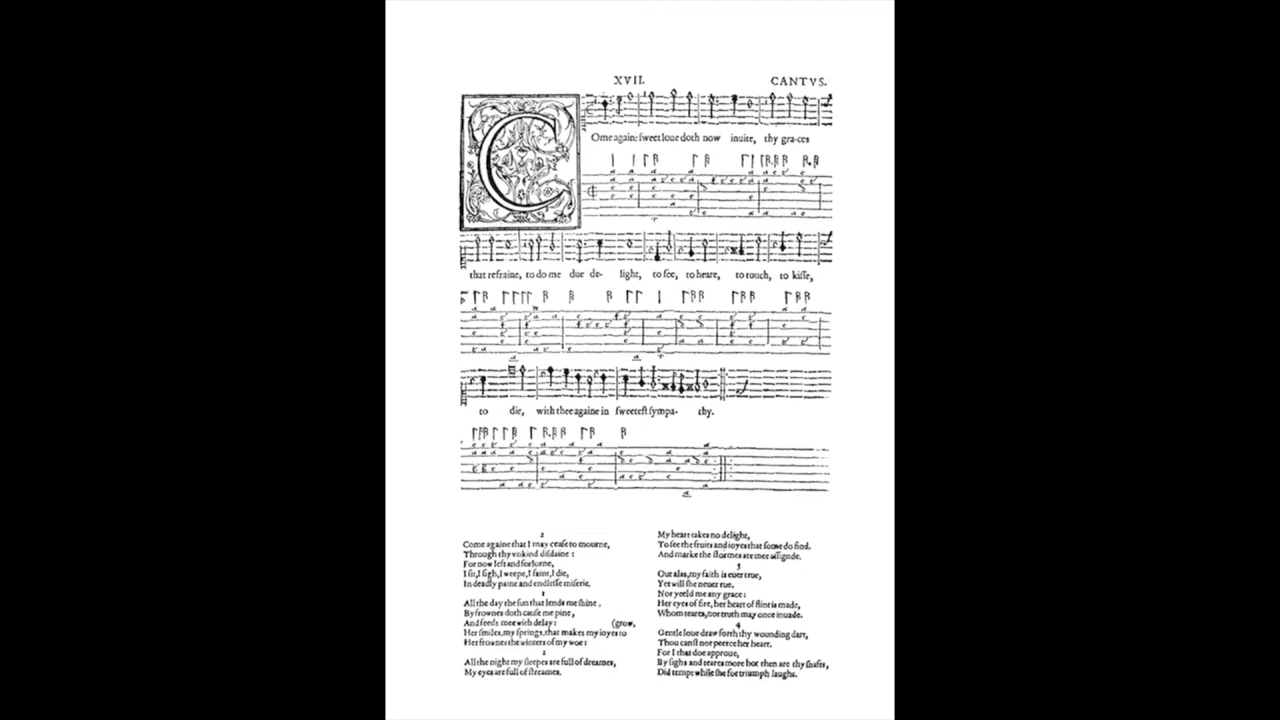 XVII.
CANTVS.
COme againe: ſweet loue doth now inuite, thy gra-ces
that refraine, to do me due de- light, to ſee, to heare, to touch, to kiſſe,
to die, with thee againe in ſweeteſt ſympa- thy.
2
Come againe that I may ceaſe to mourne,
Through thy vnkind diſdaine:
For now left and forlorne,
I ſit, I ſigh, I weepe, I faint, I die,
In deadly paine and endleſſe miſerie.
1
All the day the ſun that lends me ſhine,
By frownes doth cauſe me pine,
And feeds mee with delay:
(grow,
Her ſmiles, my ſprings, that makes my ioyes to
Her frownes the winters of my woe:
2
All the night my ſleepes are full of dreames,
My eyes are full of ſtreames.
My heart takes no delight,
To ſee the fruits and ioyes that ſome do find,
And marke the ſtormes are mee aſſignde.
3
Out alas, my faith is euer true,
Yet will ſhe neuer rue,
Nor yeeld me any grace:
Her eyes of fire, her heart of flint is made,
Whom teares, nor truth may once inuade.
4
Gentle loue draw forth thy wounding dart,
Thou canſt not peerce her heart,
For I that doe approue,
By ſighs and teares more hot then are thy ſhafts,
Did tempt while ſhe for triumph laughs.